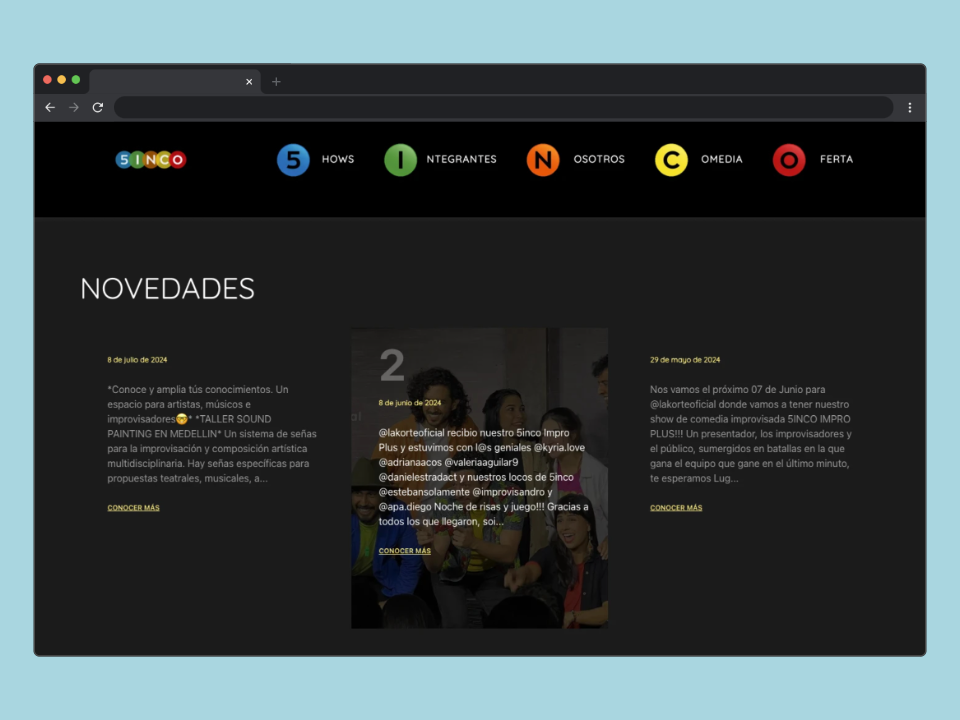 5INCO
5 HOWS
I NTEGRANTES
N OSOTROS
C OMEDIA
O FERTA
NOVEDADES
8 de julio de 2024
*Conoce y amplia tús conocimientos. Un
espacio para artistas, músicos e
improvisadores🤓* *TALLER SOUND
PAINTING EN MEDELLIN* Un sistema de señas
para la improvisación y composición artística
multidisciplinaria. Hay señas específicas para
propuestas teatrales, musicales, a...
CONOCER MÁS
2
8 de junio de 2024
@lakorteoficial recibio nuestro 5inco Impro
Plus y estuvimos con l@s geniales @kyria.love
@adrianaacos @valeriaaguilar9
@danielestradact y nuestros locos de 5inco
@estebansolamente @improvisandro y
@apa.diego Noche de risas y juego!!! Gracias a
todos los que llegaron, soi...
CONOCER MÁS
29 de mayo de 2024
Nos vamos el próximo 07 de Junio para
@lakorteoficial donde vamos a tener nuestro
show de comedia improvisada 5INCO IMPRO
PLUS!!! Un presentador, los improvisadores y
el público, sumergidos en batallas en la que
gana el equipo que gane en el último minuto,
te esperamos Lug...
CONOCER MÁS